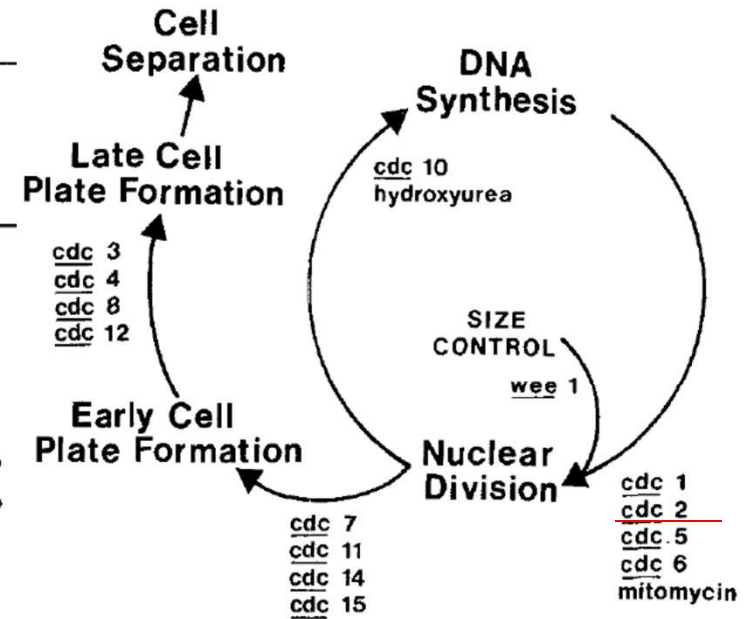 Cell
Separation
DNA
Synthesis
Late Cell
Plate Formation
cdc 10
hydroxyurea
cdc 3
cdc 4
cdc 8
cdc 12
SIZE
CONTROL
wee 1
Early Cell
Plate Formation
Nuclear
Division
cdc 1
cdc 2
cdc.5
cdc 6
mitomycin
cdc 7
cdc 11
cdc 14
cdc 15